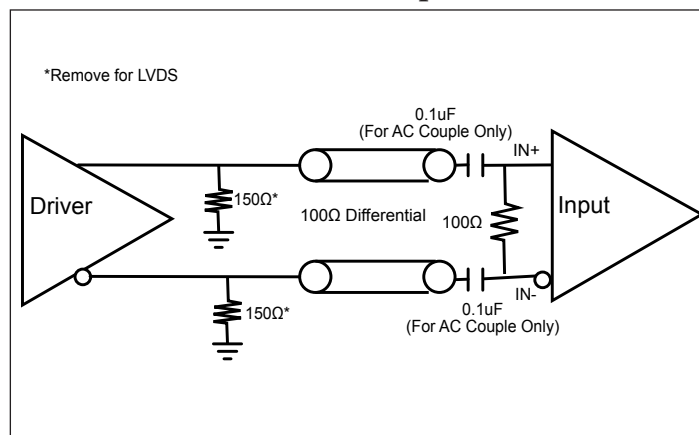 *Remove for LVDS
0.1uF
(For AC Couple Only)
IN+
Driver
150Ω*
100Ω Differential
100Ω
Input
150Ω*
0.1uF
(For AC Couple Only)
IN-